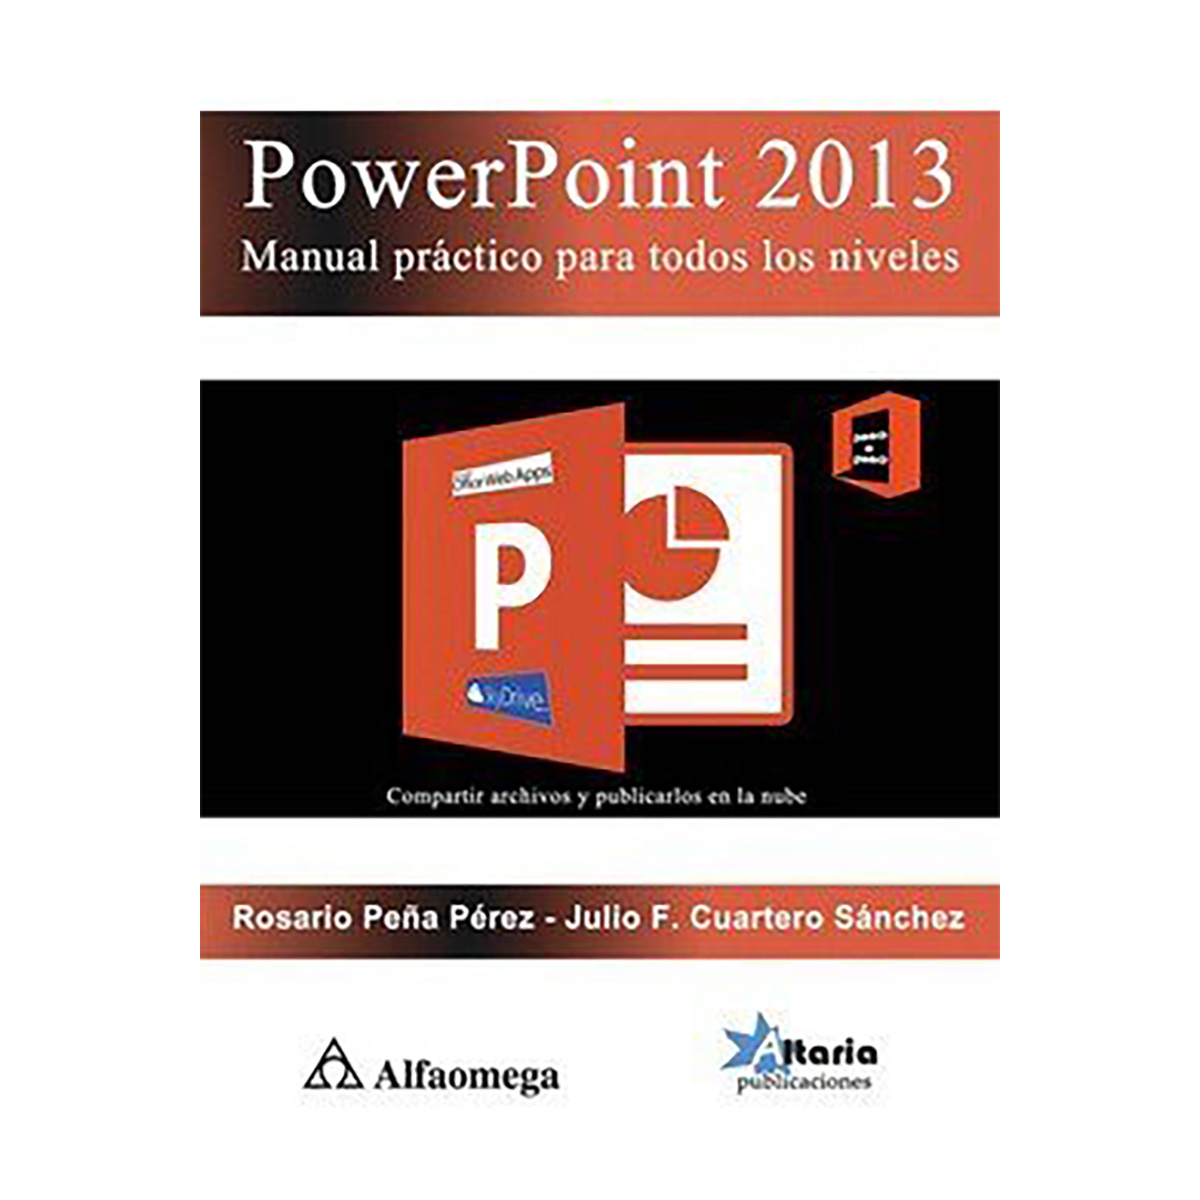 PowerPoint 2013
Manual práctico para todos los niveles
Office Web Apps
P
SkyDrive
Compartir archivos y publicarlos en la nube
Rosario Peña Pérez - Julio F. Cuartero Sánchez
Alfaomega
Altaria
publicaciones